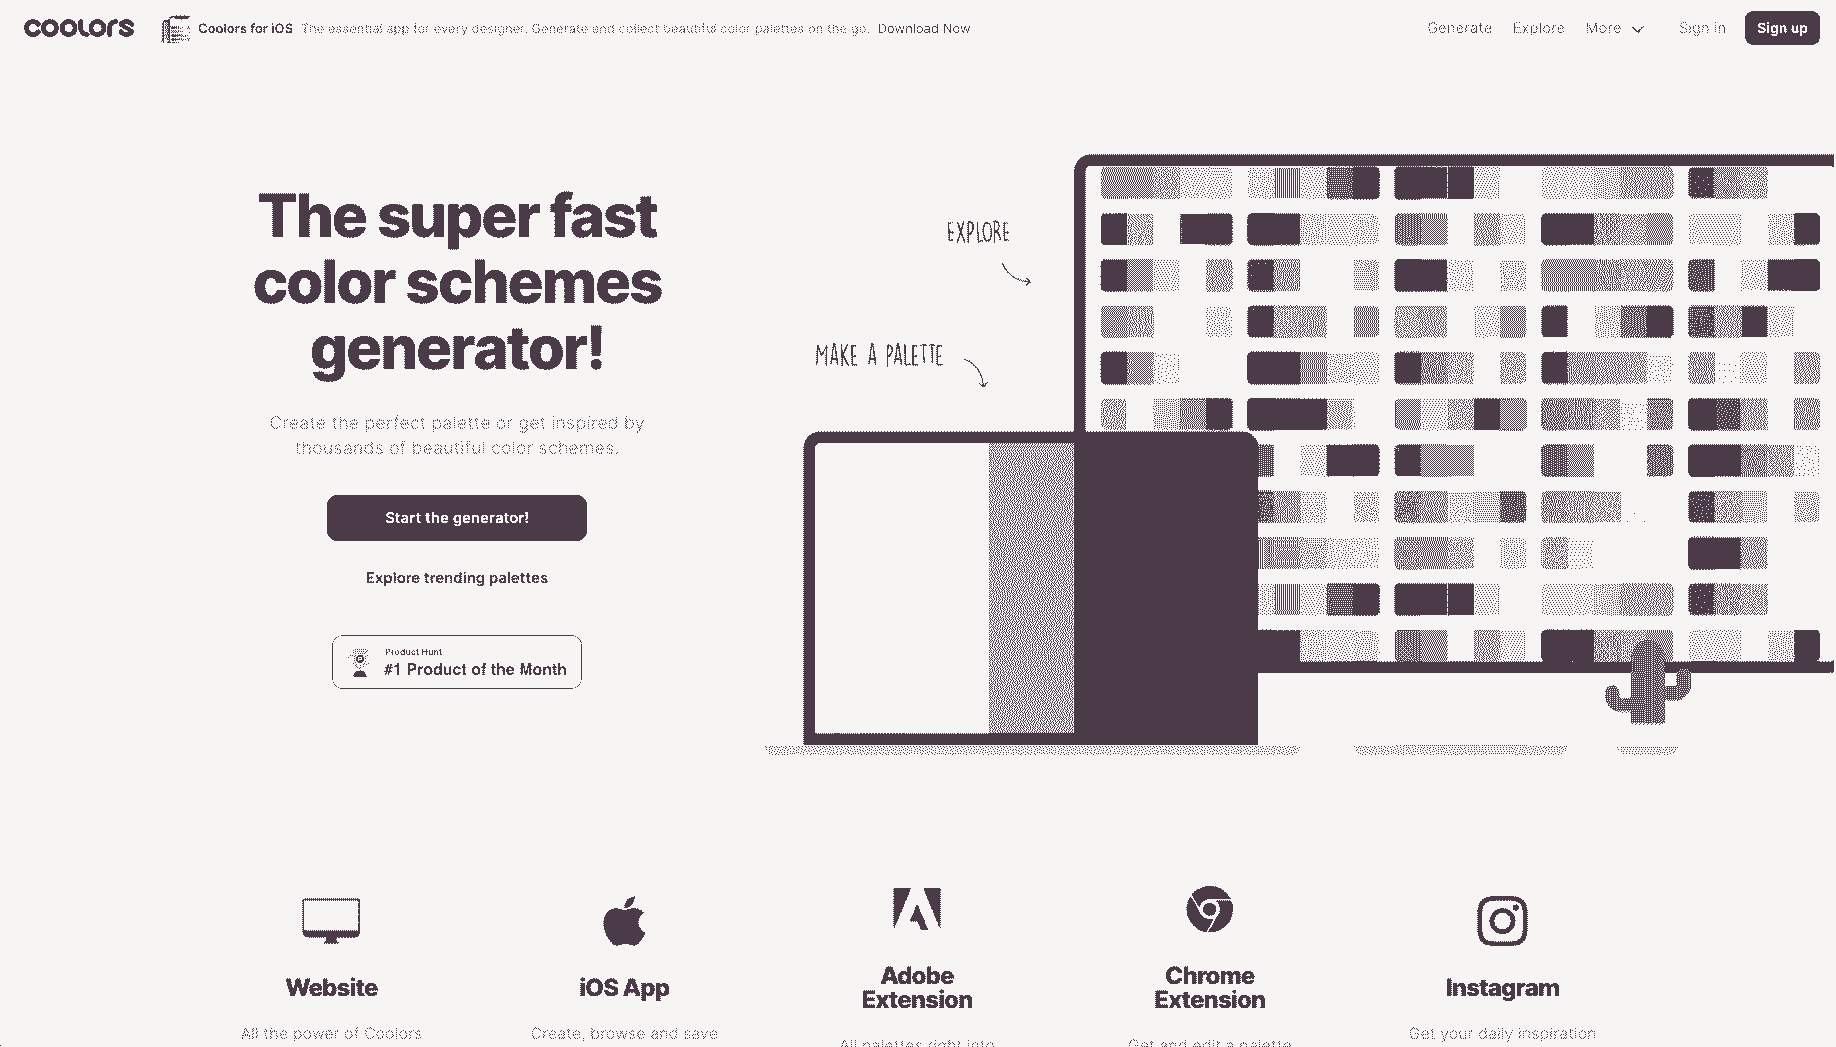 coolors
Coolors for iOS The essential app for every designer. Generate and collect beautiful color palettes on the go. Download Now
Generate Explore More Sign in Sign up
The super fast
color schemes
generator!
Create the perfect palette or get inspired by
thousands of beautiful color schemes.
Start the generator!
Explore trending palettes
Product Hunt
#1 Product of the Month
EXPLORE
MAKE A PALETTE
Website
All the power of Coolors
iOS App
Create, browse and save
Adobe
Extension
All palettes right into
Chrome
Extension
Get and edit a palette
Instagram
Get your daily inspiration